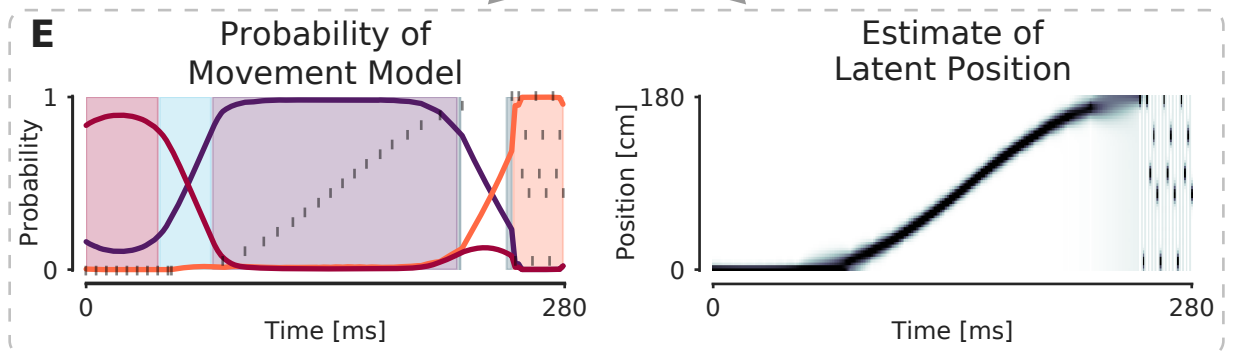 E
Probability of
Movement Model
1
0
Probability
0
280
Time [ms]
Estimate of
Latent Position
180
0
Position [cm]
0
280
Time [ms]